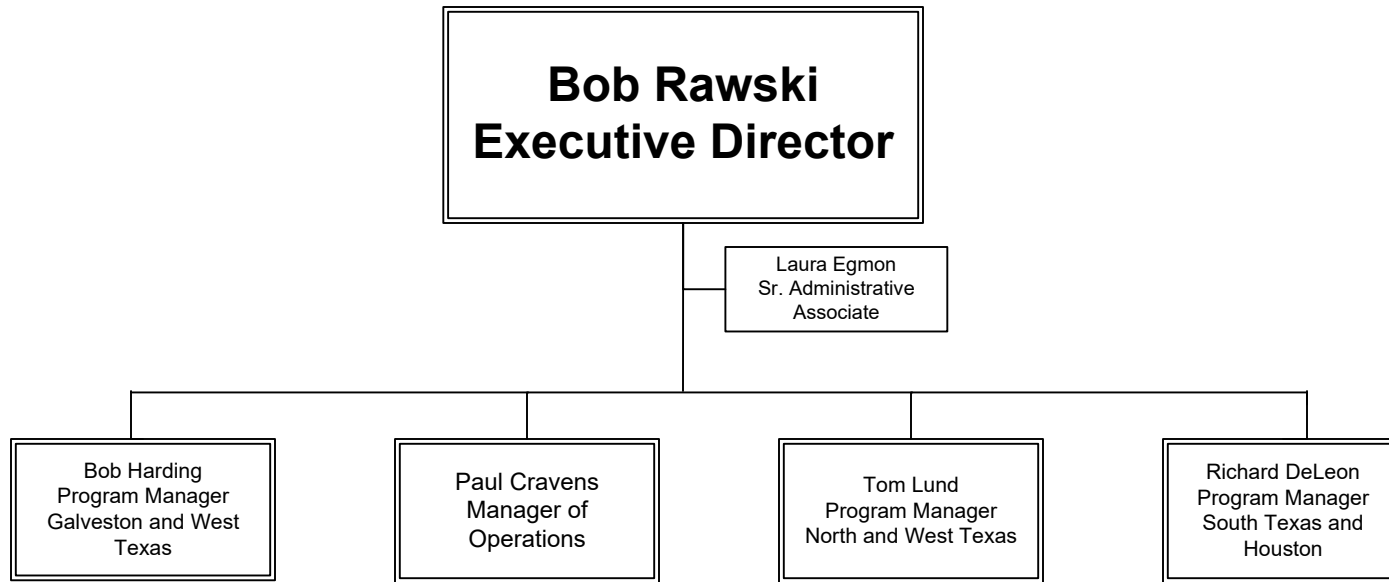 Bob Rawski
Executive Director
Laura Egmon
Sr. Administrative
Associate
Bob Harding
Program Manager
Galveston and West
Texas
Paul Cravens
Manager of
Operations
Tom Lund
Program Manager
North and West Texas
Richard DeLeon
Program Manager
South Texas and
Houston